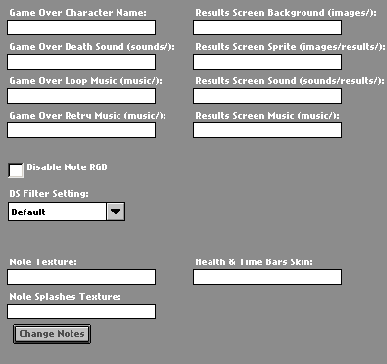 Game Over Character Name:
Results Screen Background (images/):
Game Over Death Sound (sounds/):
Results Screen Sprite (images/results/):
Game Over Loop Music (music/):
Results Screen Sound (sounds/results/):
Game Over Retry Music (music/):
Results Screen Music (music/):
Disable Note RGB
DS Filter Setting:
Default
Note Texture:
Health & Time Bars Skin:
Note Splashes Texture:
Change Notes